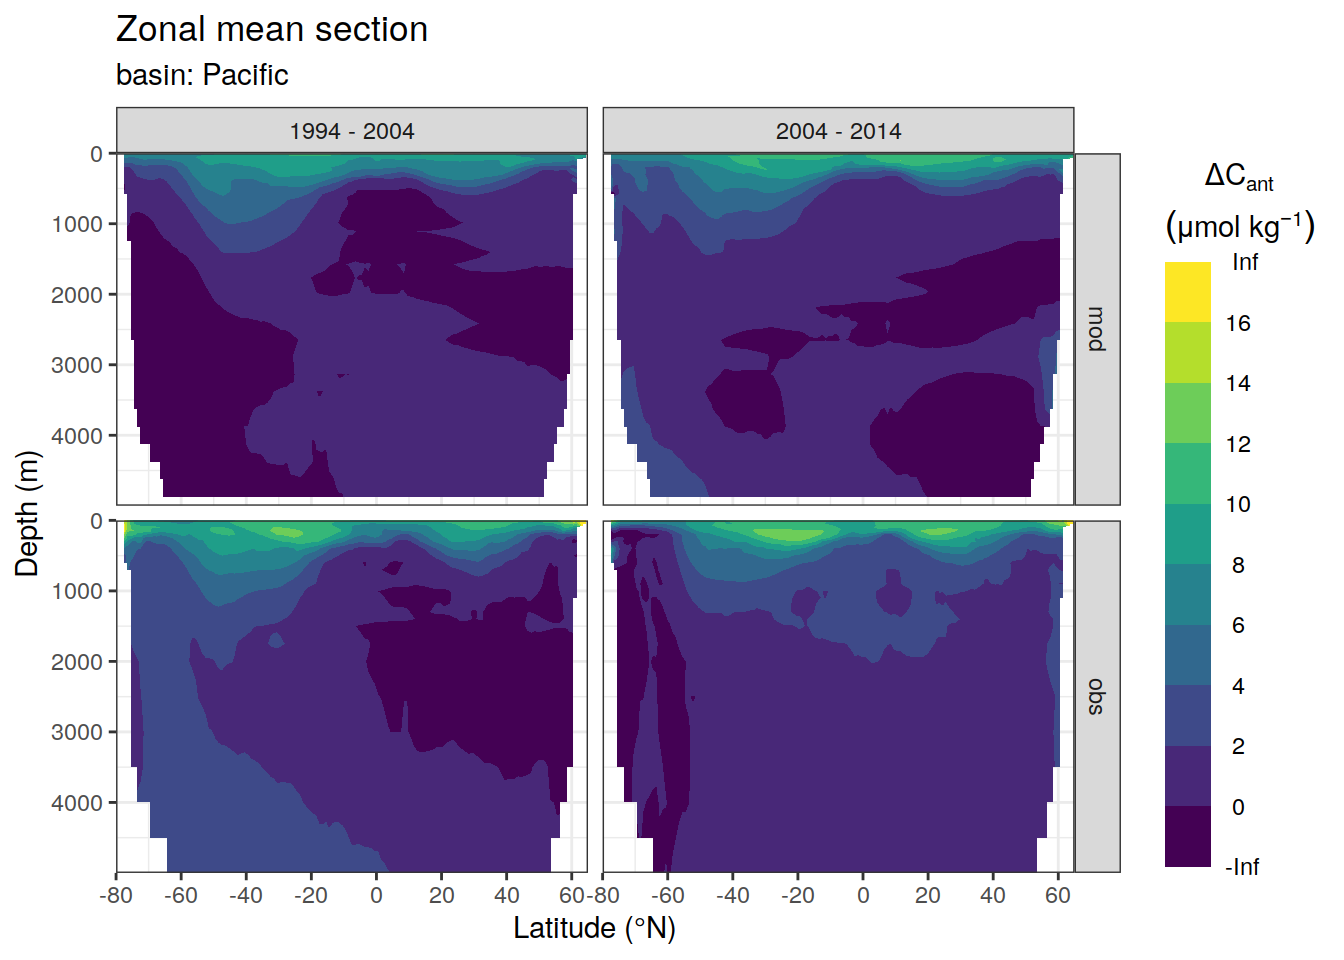 Zonal mean section
basin: Pacific
1994 - 2004
2004 - 2014
0
1000
2000
3000
4000
mod
0
1000
2000
3000
4000
obs
-80 -60 -40 -20 0 20 40 60
-80 -60 -40 -20 0 20 40 60
Depth (m)
Latitude (°N)
ΔCant
(μmol kg⁻¹)
Inf
16
14
12
10
8
6
4
2
0
-Inf